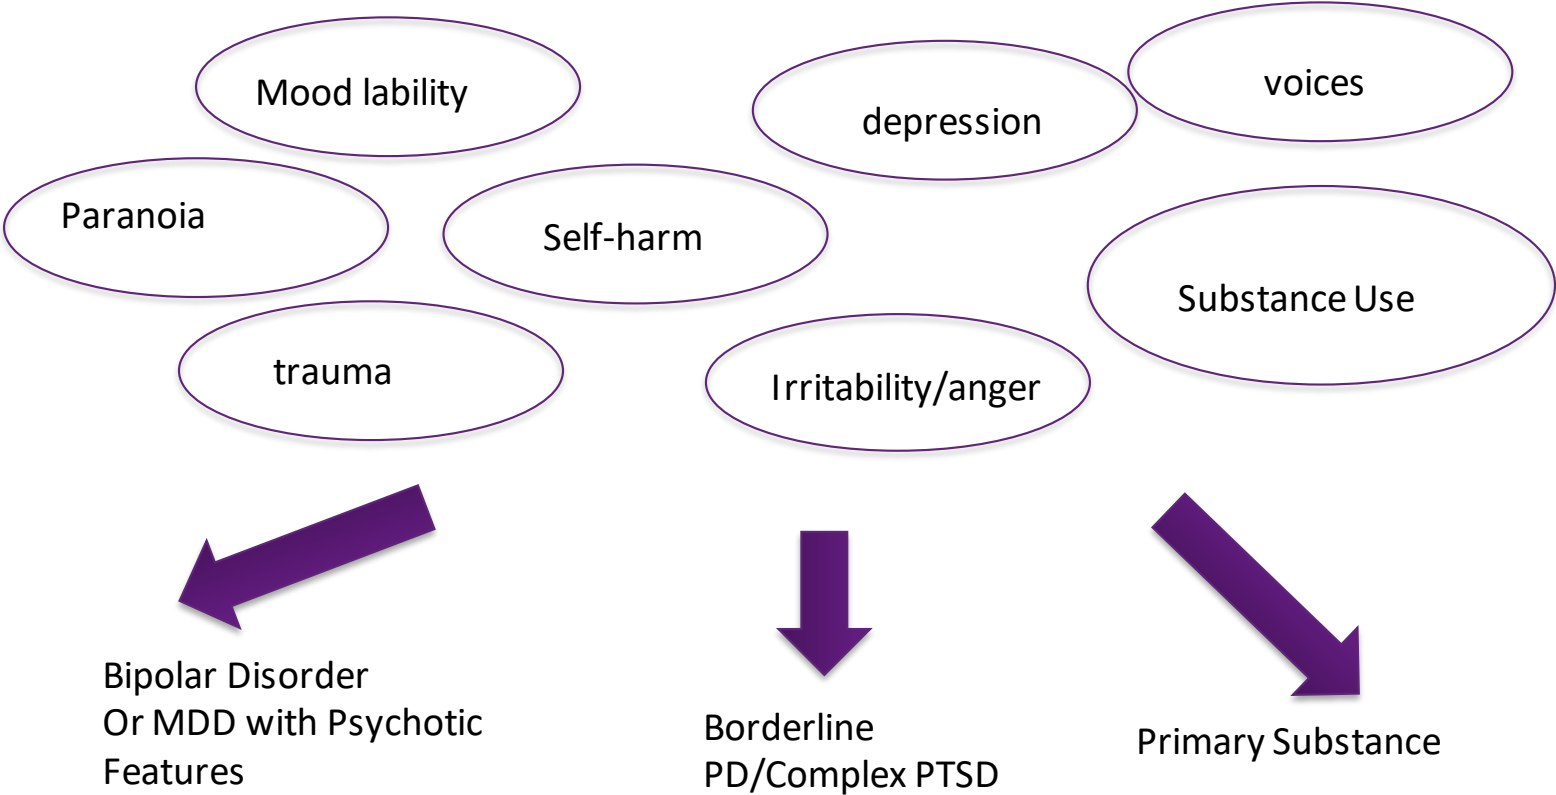 Mood lability
depression
voices
Paranoia
Self-harm
Substance Use
trauma
Irritability/anger
Bipolar Disorder
Or MDD with Psychotic
Features
Borderline
PD/Complex PTSD
Primary Substance